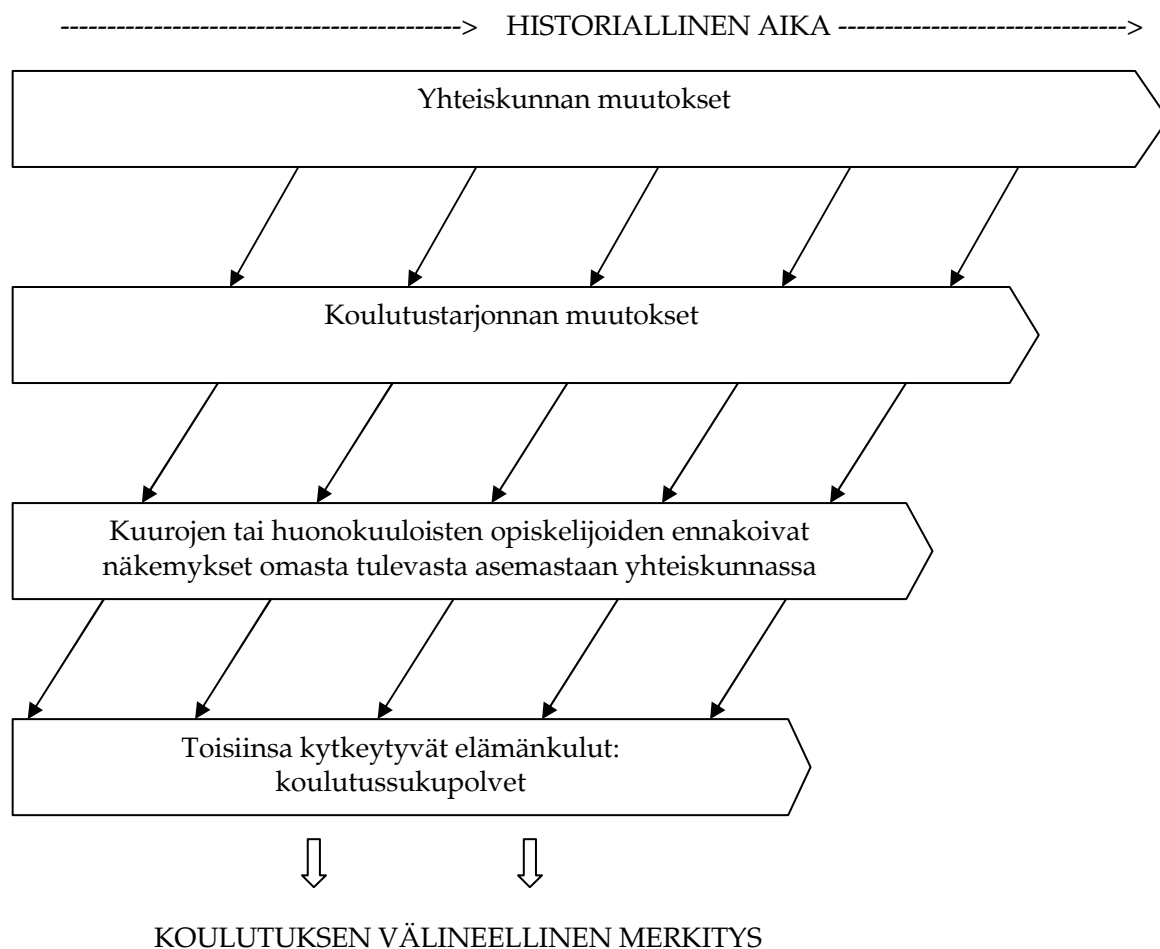 ----------------------------------------> HISTORIALLINEN AIKA ---------------------------->
Yhteiskunnan muutokset
Koulutustarjonnan muutokset
Kuurojen tai huonokuuloisten opiskelijoiden ennakoivat
näkemykset omasta tulevasta asemastaan yhteiskunnassa
Toisiinsa kytkeytyvät elämänkulut:
koulutussukupolvet
KOULUTUKSEN VÄLINEELLINEN MERKITYS